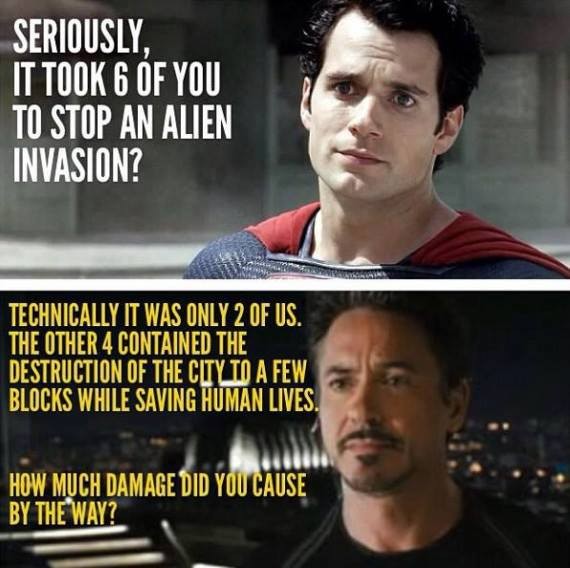 SERIOUSLY,
IT TOOK 6 OF YOU
TO STOP AN ALIEN
INVASION?
TECHNICALLY IT WAS ONLY 2 OF US.
THE OTHER 4 CONTAINED THE
DESTRUCTION OF THE CITY TO A FEW
BLOCKS WHILE SAVING HUMAN LIVES.
HOW MUCH DAMAGE DID YOU CAUSE
BY THE WAY?